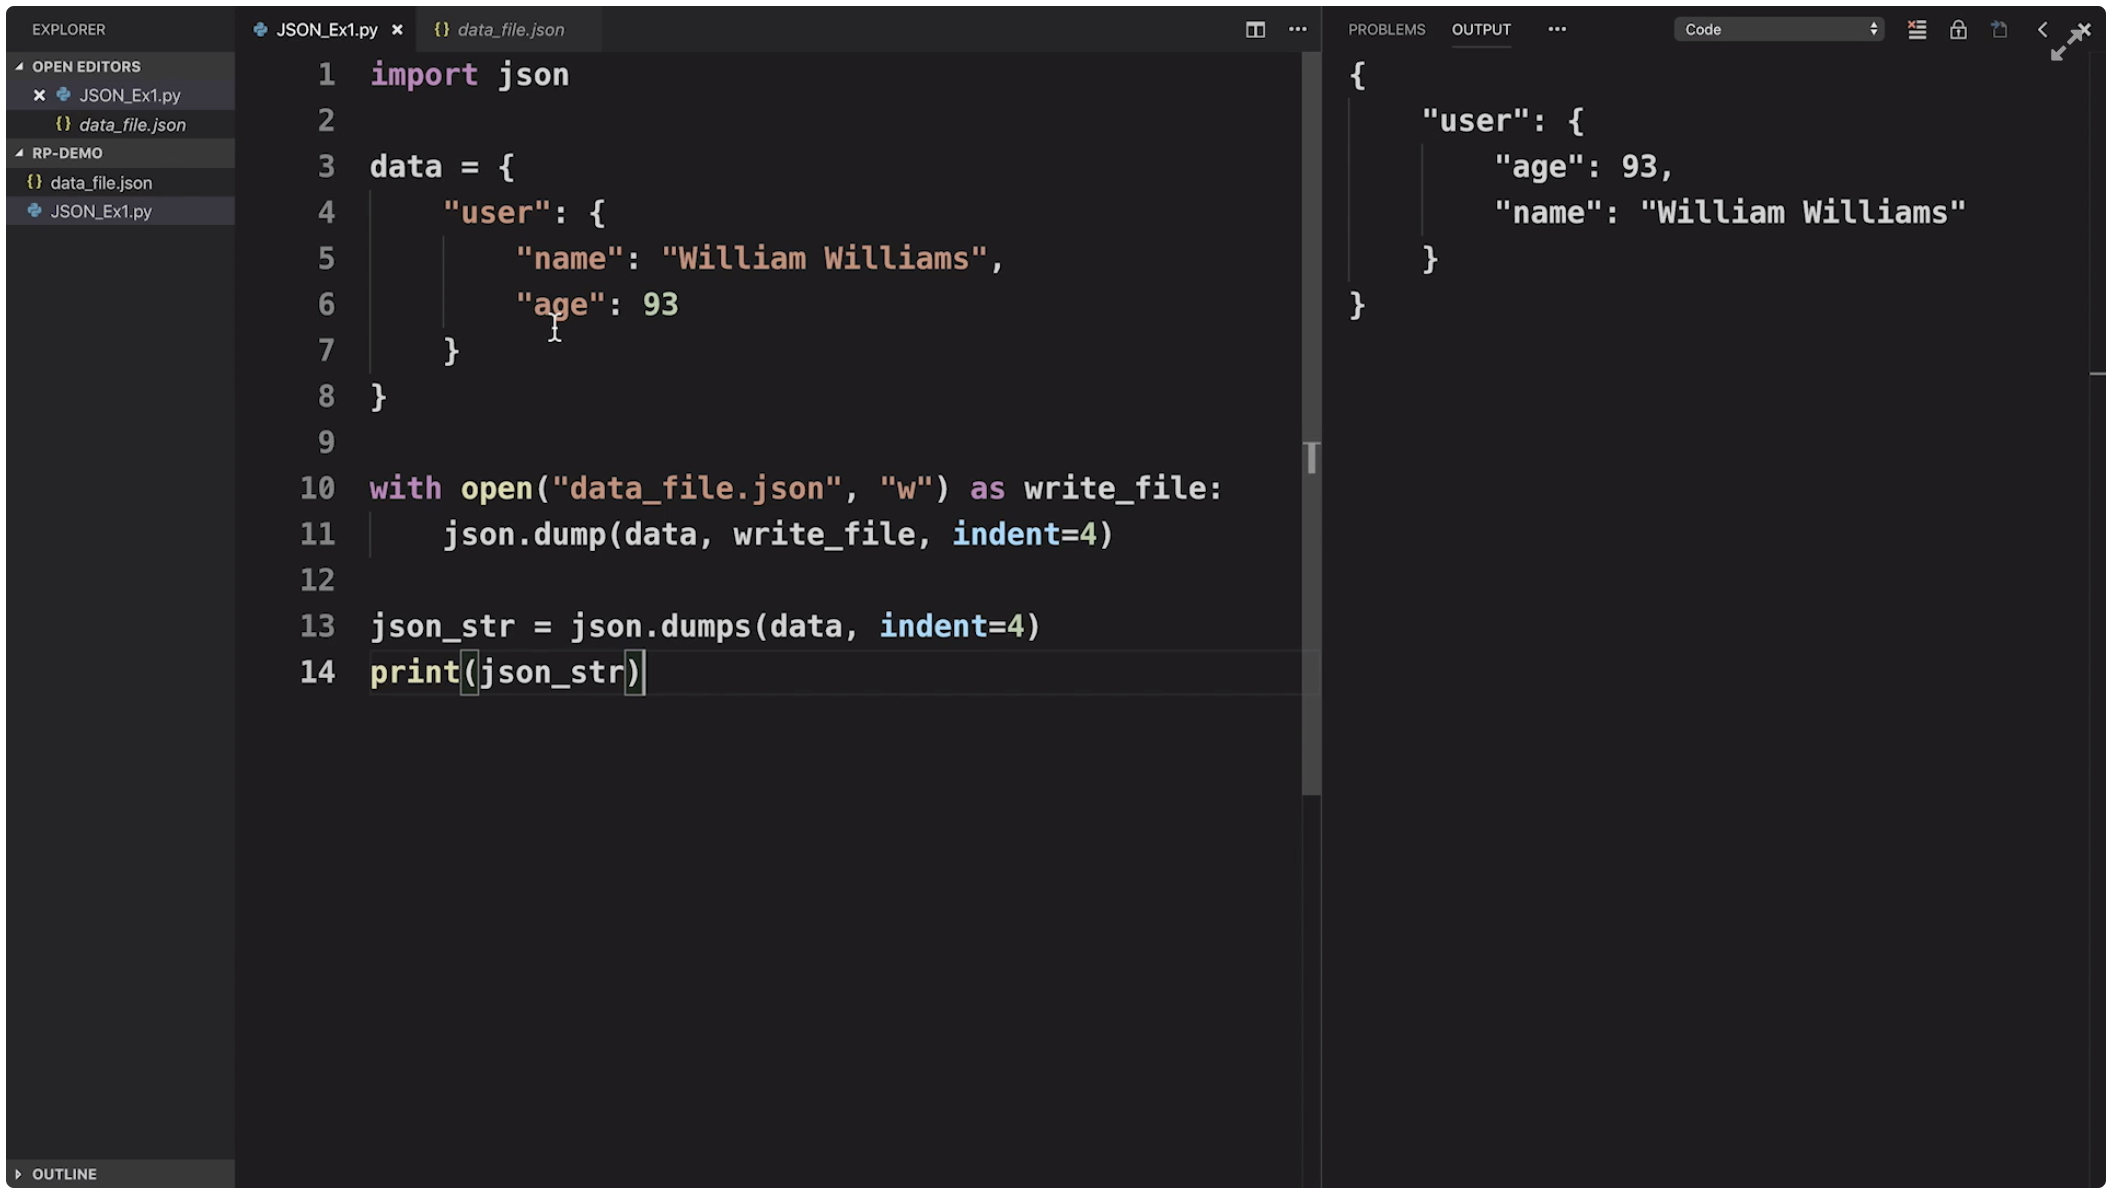 EXPLORER
OPEN EDITORS
JSON_Ex1.py
data_file.json
RP-DEMO
data_file.json
JSON_Ex1.py
OUTLINE
JSON_Ex1.py
data_file.json
1 import json
2
3 data = {
4 "user": {
5 "name": "William Williams",
6 "age": 93
7 }
8 }
9
10 with open("data_file.json", "w") as write_file:
11 json.dump(data, write_file, indent=4)
12
13 json_str = json.dumps(data, indent=4)
14 print(json_str)
PROBLEMS OUTPUT ··· Code
{
"user": {
"age": 93,
"name": "William Williams"
}
}